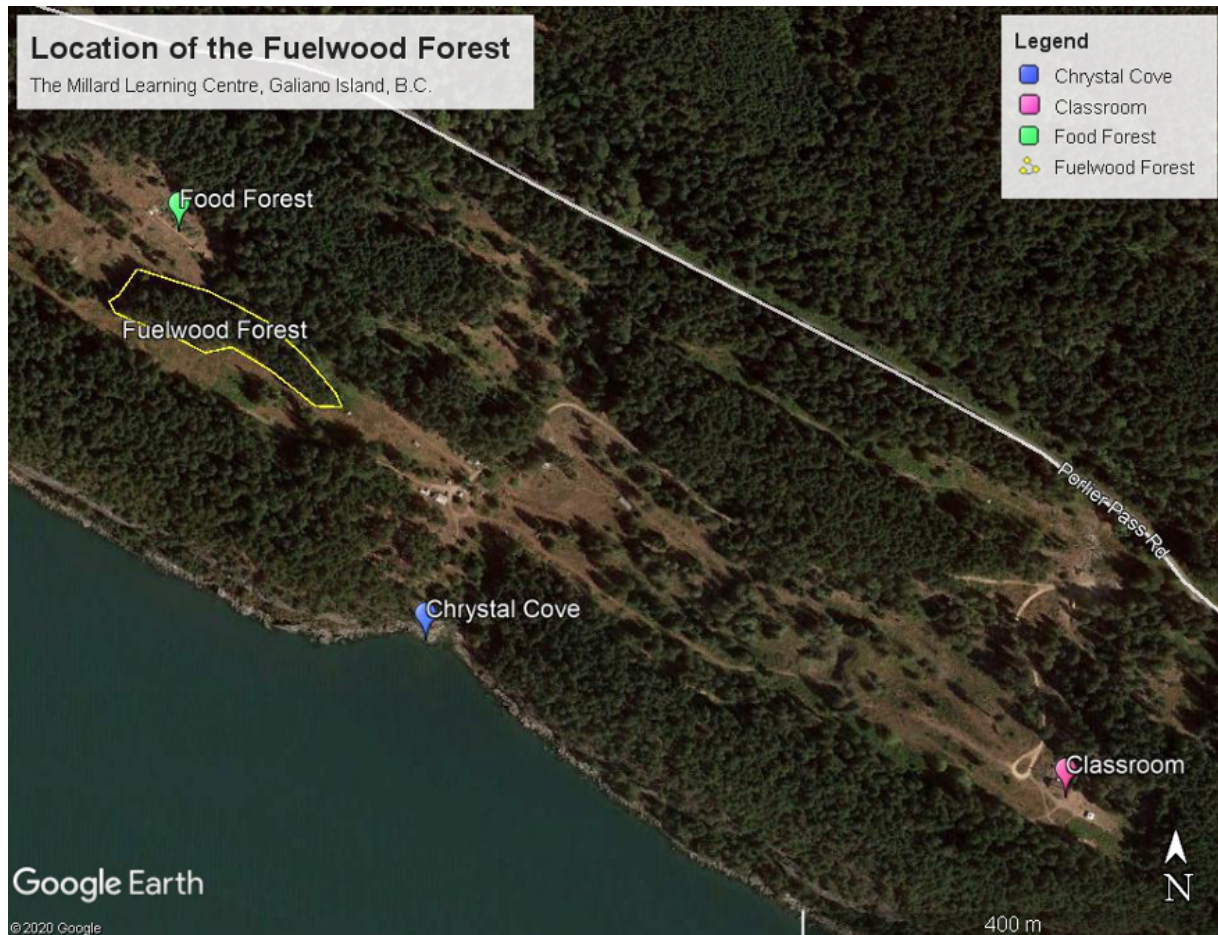 Location of the Fuelwood Forest
The Millard Learning Centre, Galiano Island, B.C.
Legend
Chrystal Cove
Classroom
Food Forest
Fuelwood Forest
Food Forest
Fuelwood Forest
Porlier Pass Rd
Chrystal Cove
Classroom
N
Google Earth
©2020 Google
400 m